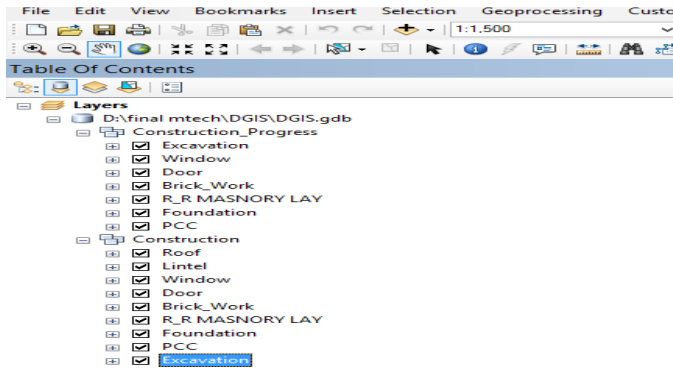 File Edit View Bookmarks Insert Selection Geoprocessing Custo
1:1,500
Table Of Contents
Layers
D:\final mtech\DGIS\DGIS.gdb
Construction_Progress
Excavation
Window
Door
Brick_Work
R_R MASNORY LAY
Foundation
PCC
Construction
Roof
Lintel
Window
Door
Brick_Work
R_R MASNORY LAY
Foundation
PCC
Excavation